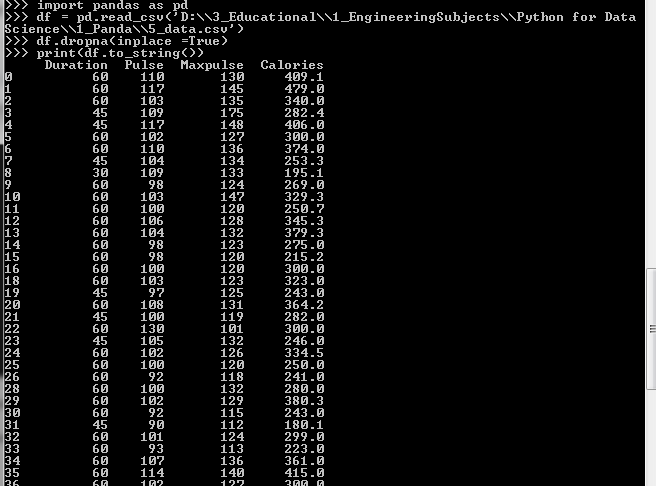 >>> import pandas as pd
>>> df = pd.read_csv('D:\\3_Educational\\1_EngineeringSubjects\\Python for Data
Science\\1_Panda\\5_data.csv')
>>> df.dropna(inplace =True)
>>> print(df.to_string())
Duration Pulse Maxpulse Calories
0 60 110 130 409.1
1 60 117 145 479.0
2 60 103 135 340.0
3 45 109 175 282.4
4 45 117 148 406.0
5 60 102 127 300.0
6 60 110 136 374.0
7 45 104 134 253.3
8 30 109 133 195.1
9 60 98 124 269.0
10 60 103 147 329.3
11 60 100 120 250.7
12 60 106 128 345.3
13 60 104 132 379.3
14 60 98 123 275.0
15 60 98 120 215.2
16 60 100 120 300.0
18 60 103 123 323.0
19 45 97 125 243.0
20 60 108 131 364.2
21 45 100 119 282.0
22 60 130 101 300.0
23 45 105 132 246.0
24 60 102 126 334.5
25 60 100 120 250.0
26 60 92 118 241.0
28 60 100 132 280.0
29 60 102 129 380.3
30 60 92 115 243.0
31 45 90 112 180.1
32 60 101 124 299.0
33 60 93 113 223.0
34 60 107 136 361.0
35 60 114 140 415.0
36 60 102 127 300.0